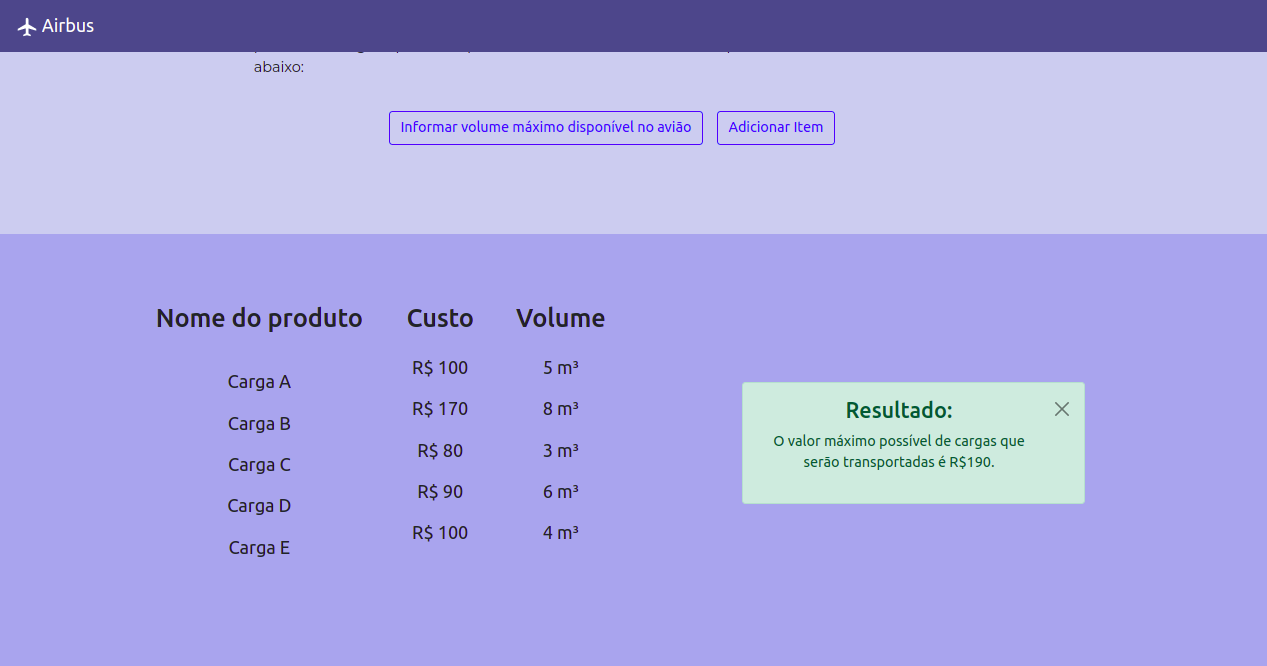 Airbus
abaixo:
Informar volume máximo disponível no avião Adicionar Item
Nome do produto Custo Volume
Carga A R$ 100 5 m³
Carga B R$ 170 8 m³
Carga C R$ 80 3 m³
Carga D R$ 90 6 m³
Carga E R$ 100 4 m³
Resultado:
O valor máximo possível de cargas que
serão transportadas é R$190.